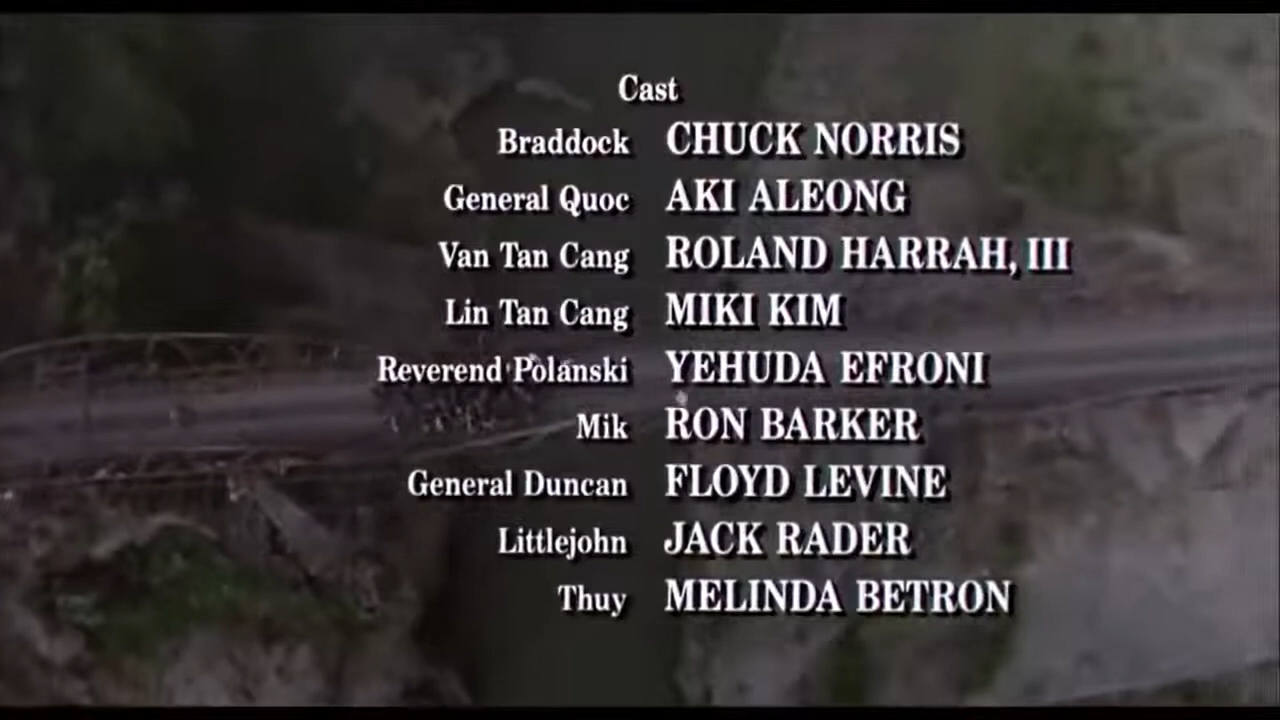 Cast
Braddock CHUCK NORRIS
General Quoc AKI ALEONG
Van Tan Cang ROLAND HARRAH, III
Lin Tan Cang MIKI KIM
Reverend Polanski YEHUDA EFRONI
Mik RON BARKER
General Duncan FLOYD LEVINE
Littlejohn JACK RADER
Thuy MELINDA BETRON